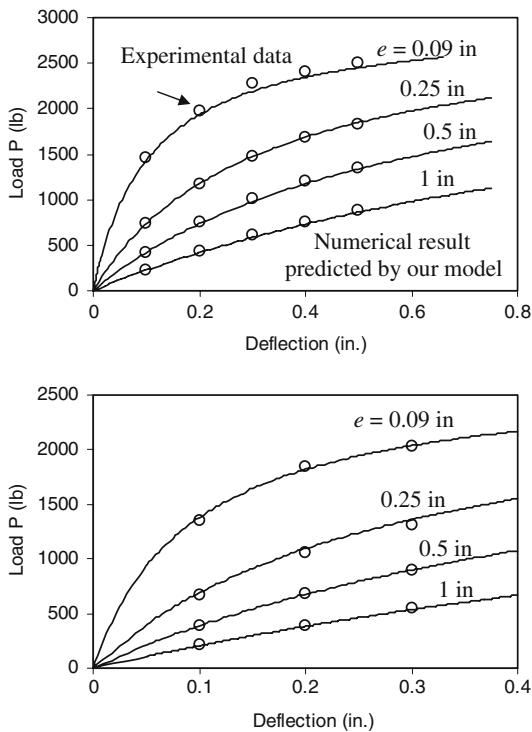 3000
2500
2000
1500
1000
500
0
Load P (lb)
Experimental data
e = 0.09 in
0.25 in
0.5 in
1 in
Numerical result
predicted by our model
0 0.2 0.4 0.6 0.8
Deflection (in.)
2500
2000
1500
1000
500
0
Load P (lb)
e = 0.09 in
0.25 in
0.5 in
1 in
0 0.1 0.2 0.3 0.4
Deflection (in.)